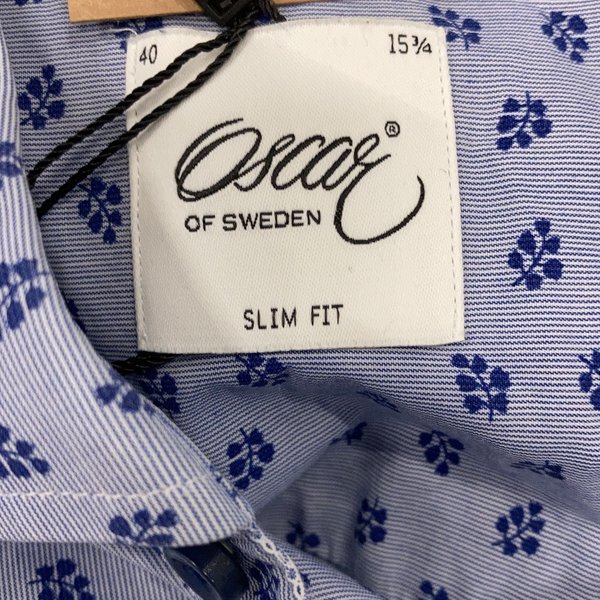 40 15¾
Oscar®
OF SWEDEN
SLIM FIT